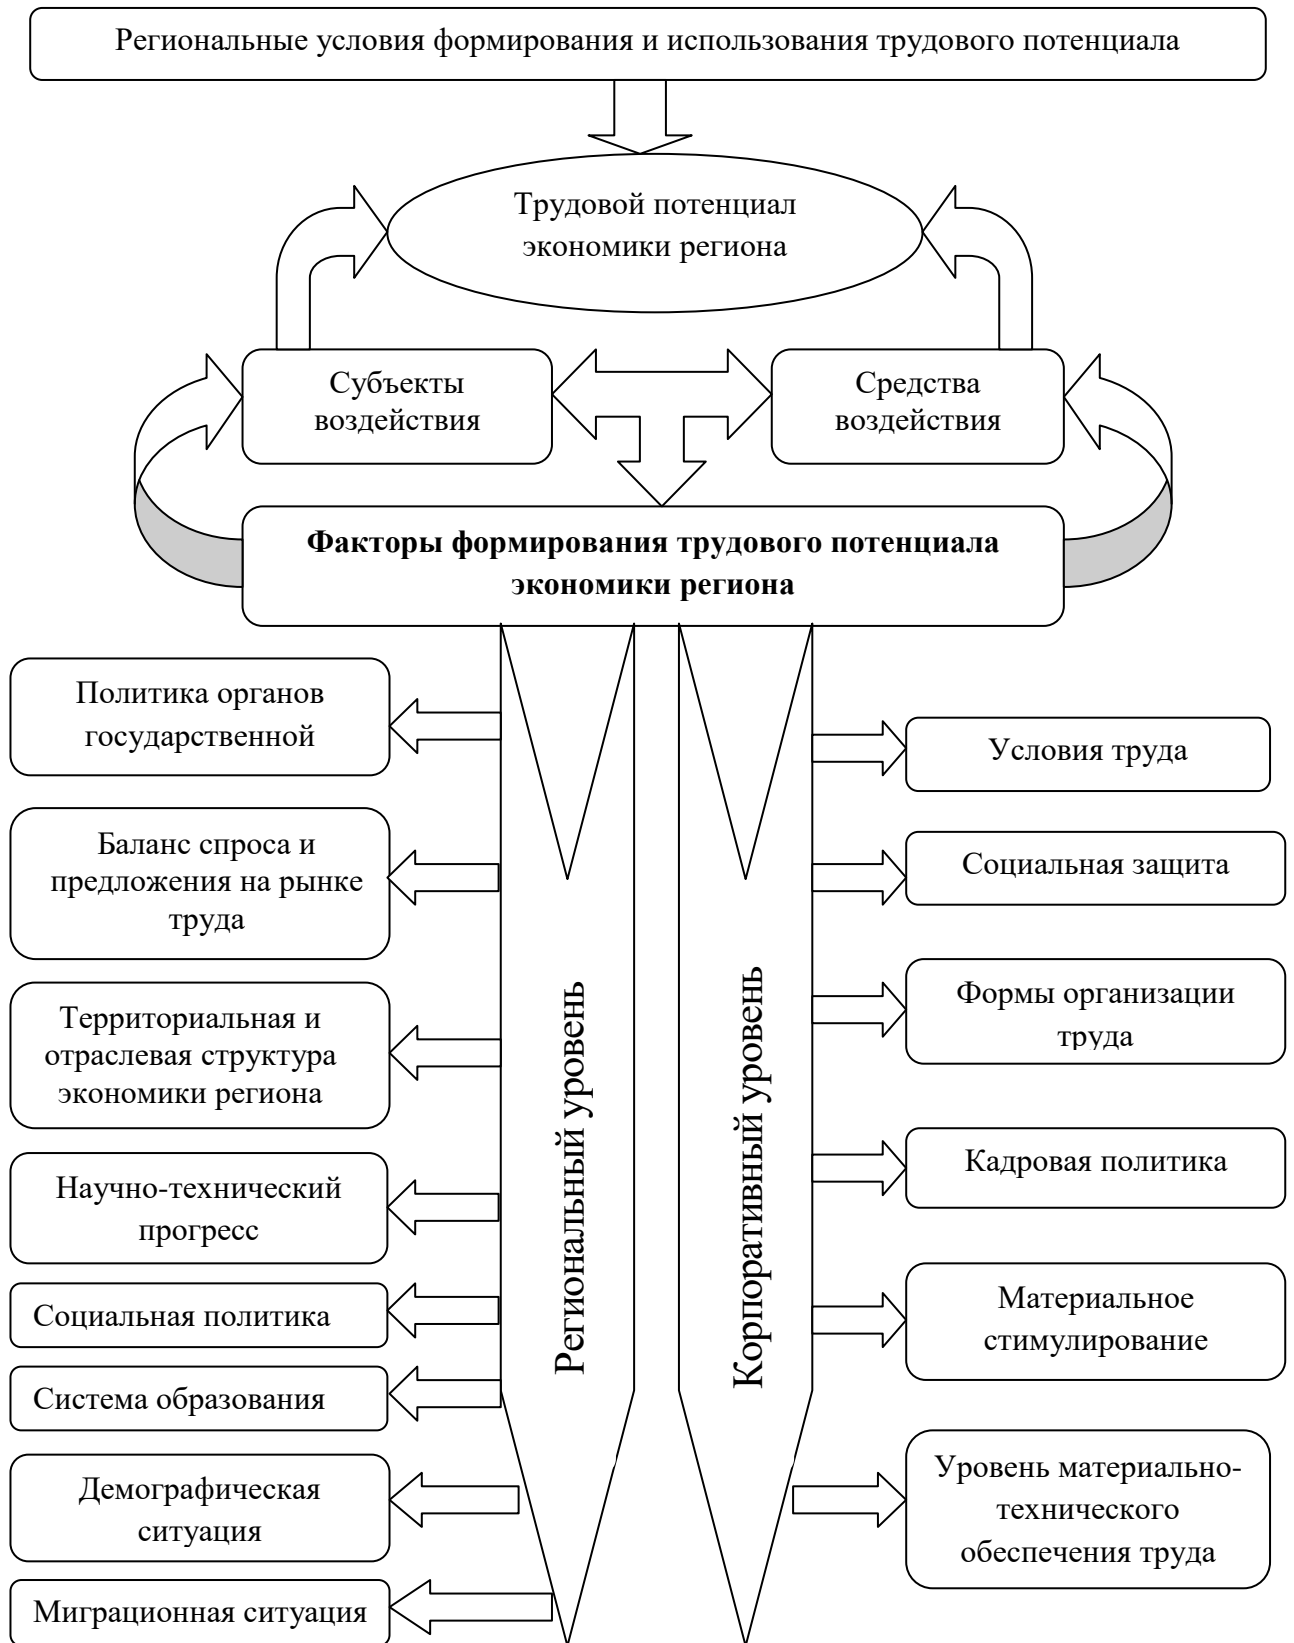 Региональные условия формирования и использования трудового потенциала
Трудовой потенциал
экономики региона
Субъекты
воздействия
Средства
воздействия
Факторы формирования трудового потенциала
экономики региона
Региональный уровень
Политика органов
государственной
Баланс спроса и
предложения на рынке
труда
Территориальная и
отраслевая структура
экономики региона
Научно-технический
прогресс
Социальная политика
Система образования
Демографическая
ситуация
Миграционная ситуация
Корпоративный уровень
Условия труда
Социальная защита
Формы организации
труда
Кадровая политика
Материальное
стимулирование
Уровень материально-
технического
обеспечения труда